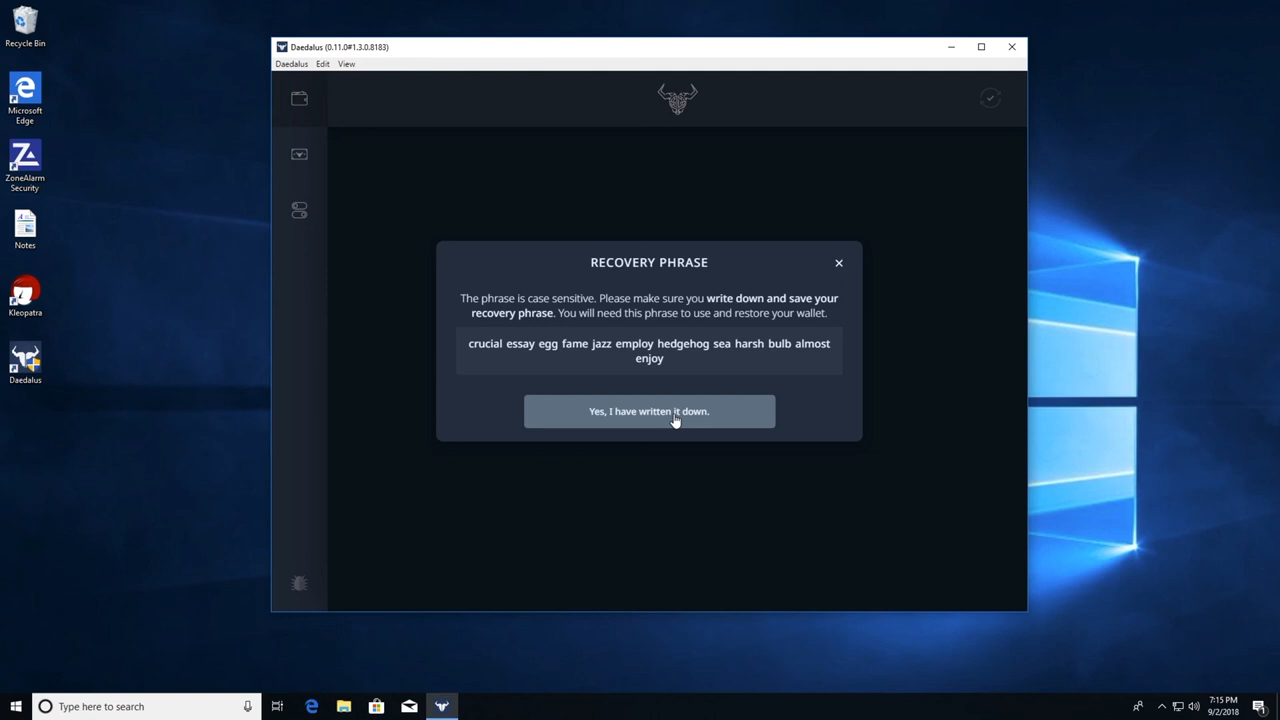 Recycle Bin
Microsoft
Edge
ZoneAlarm
Security
Notes
Kleopatra
Daedalus
Daedalus (0.11.0#1.3.0.8183)
Daedalus Edit View
RECOVERY PHRASE
The phrase is case sensitive. Please make sure you write down and save your
recovery phrase. You will need this phrase to use and restore your wallet.
crucial essay egg fame jazz employ hedgehog sea harsh bulb almost
enjoy
Yes, I have written it down.
Type here to search
7:15 PM
9/2/2018
1